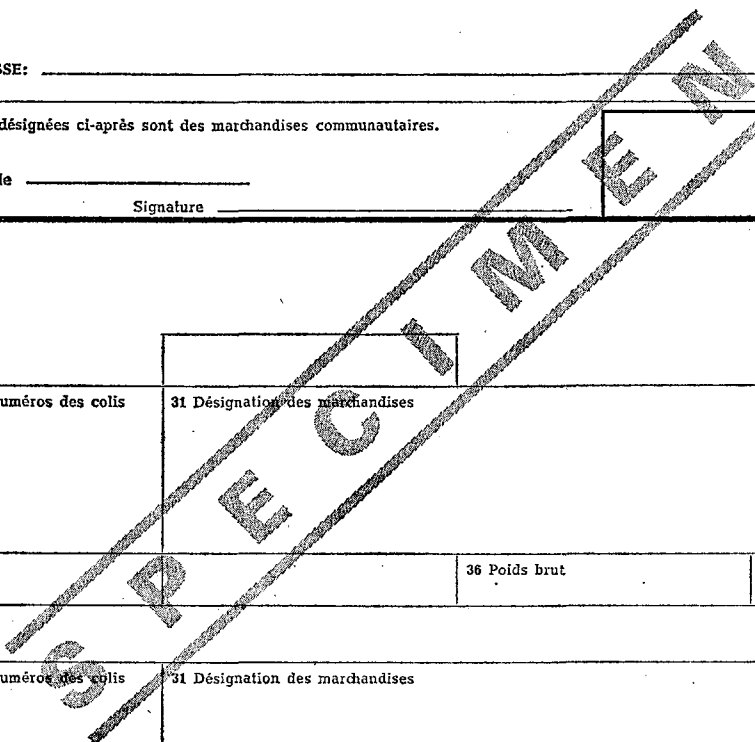 SSE:
désignées ci-après sont des marchandises communautaires.
le
Signature
uméros des colis
31 Désignation des marchandises
36 Poids brut
uméros des colis
31 Désignation des marchandises
SPECIMEN